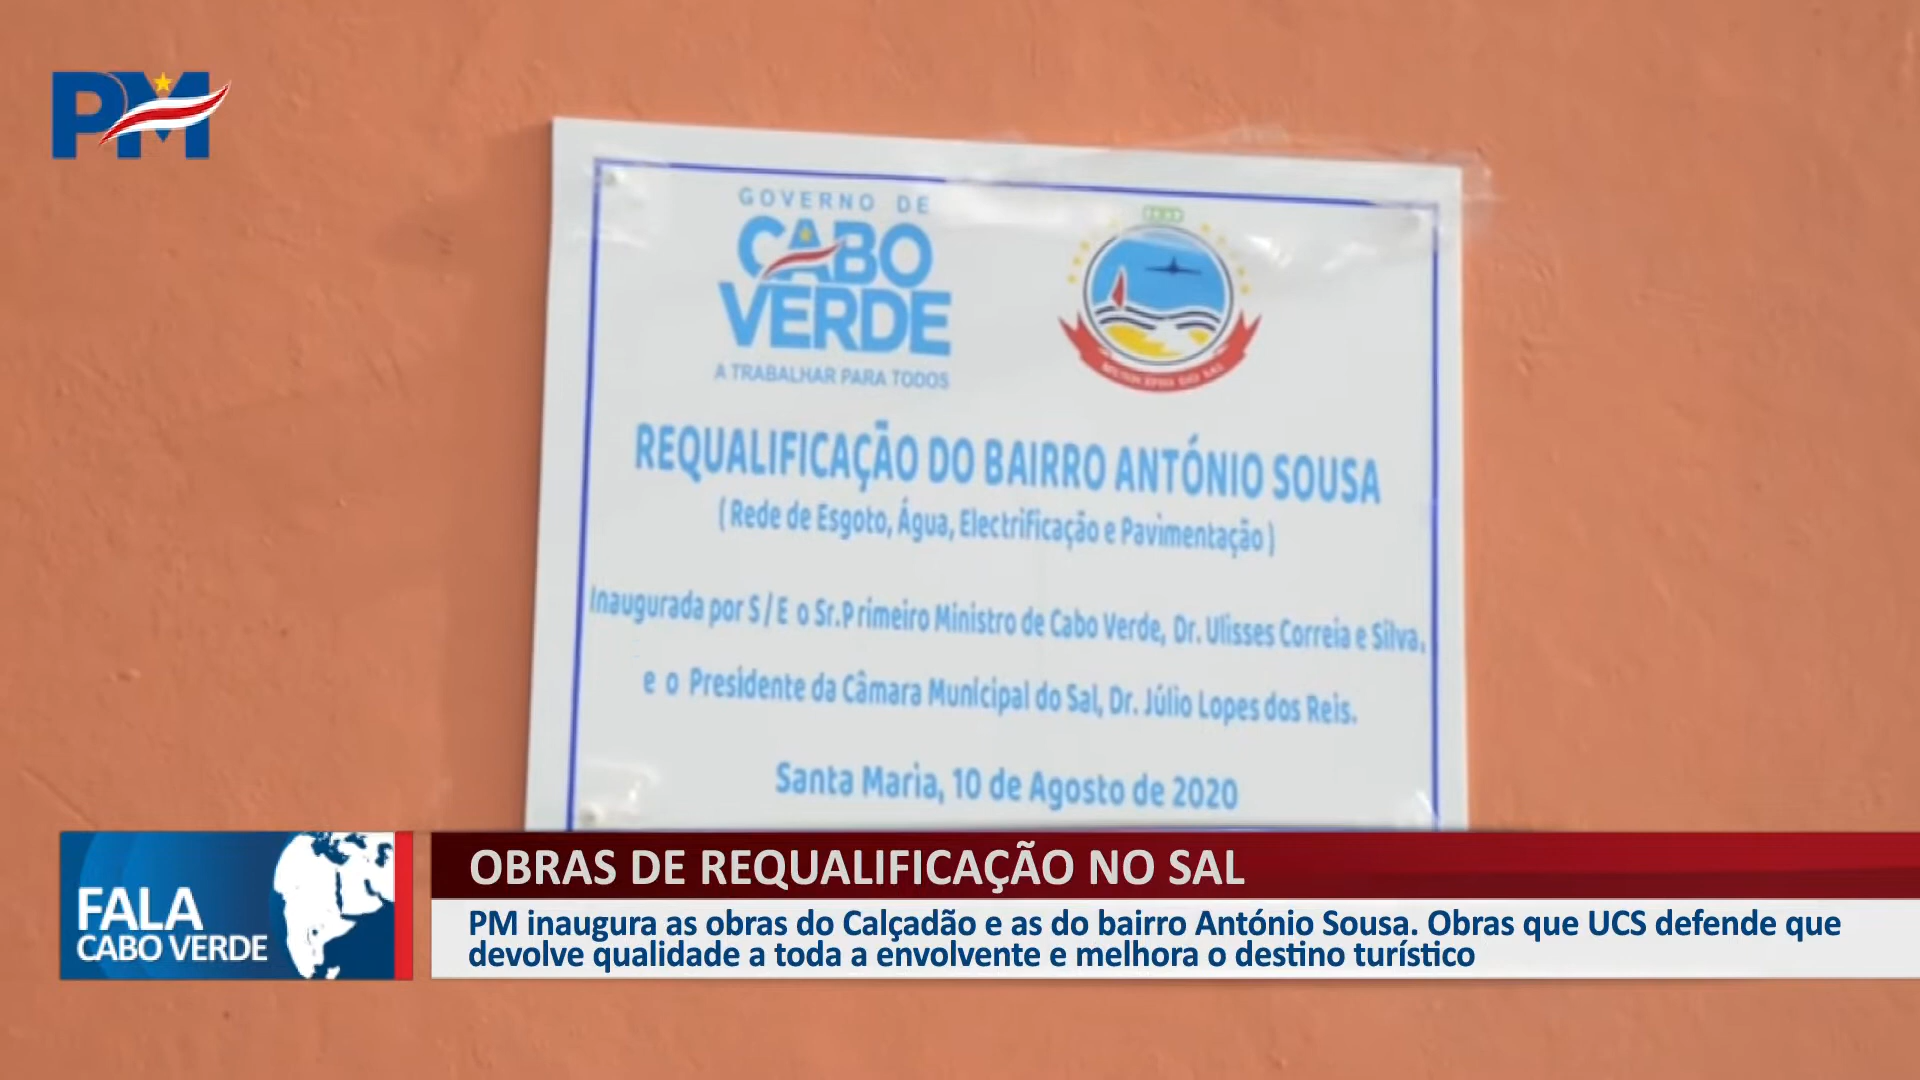 PM
GOVERNO DE
CABO
VERDE
A TRABALHAR PARA TODOS
MUNICÍPIO DO SAL
REQUALIFICAÇÃO DO BAIRRO ANTÓNIO SOUSA
( Rede de Esgoto, Água, Electrificação e Pavimentação )
Inaugurada por S / E o Sr.Primeiro Ministro de Cabo Verde, Dr. Ulisses Correia e Silva.
e o Presidente da Câmara Municipal do Sal, Dr. Júlio Lopes dos Reis.
Santa Maria, 10 de Agosto de 2020
FALA
CABO VERDE
OBRAS DE REQUALIFICAÇÃO NO SAL
PM inaugura as obras do Calçadão e as do bairro António Sousa. Obras que UCS defende que
devolve qualidade a toda a envolvente e melhora o destino turístico